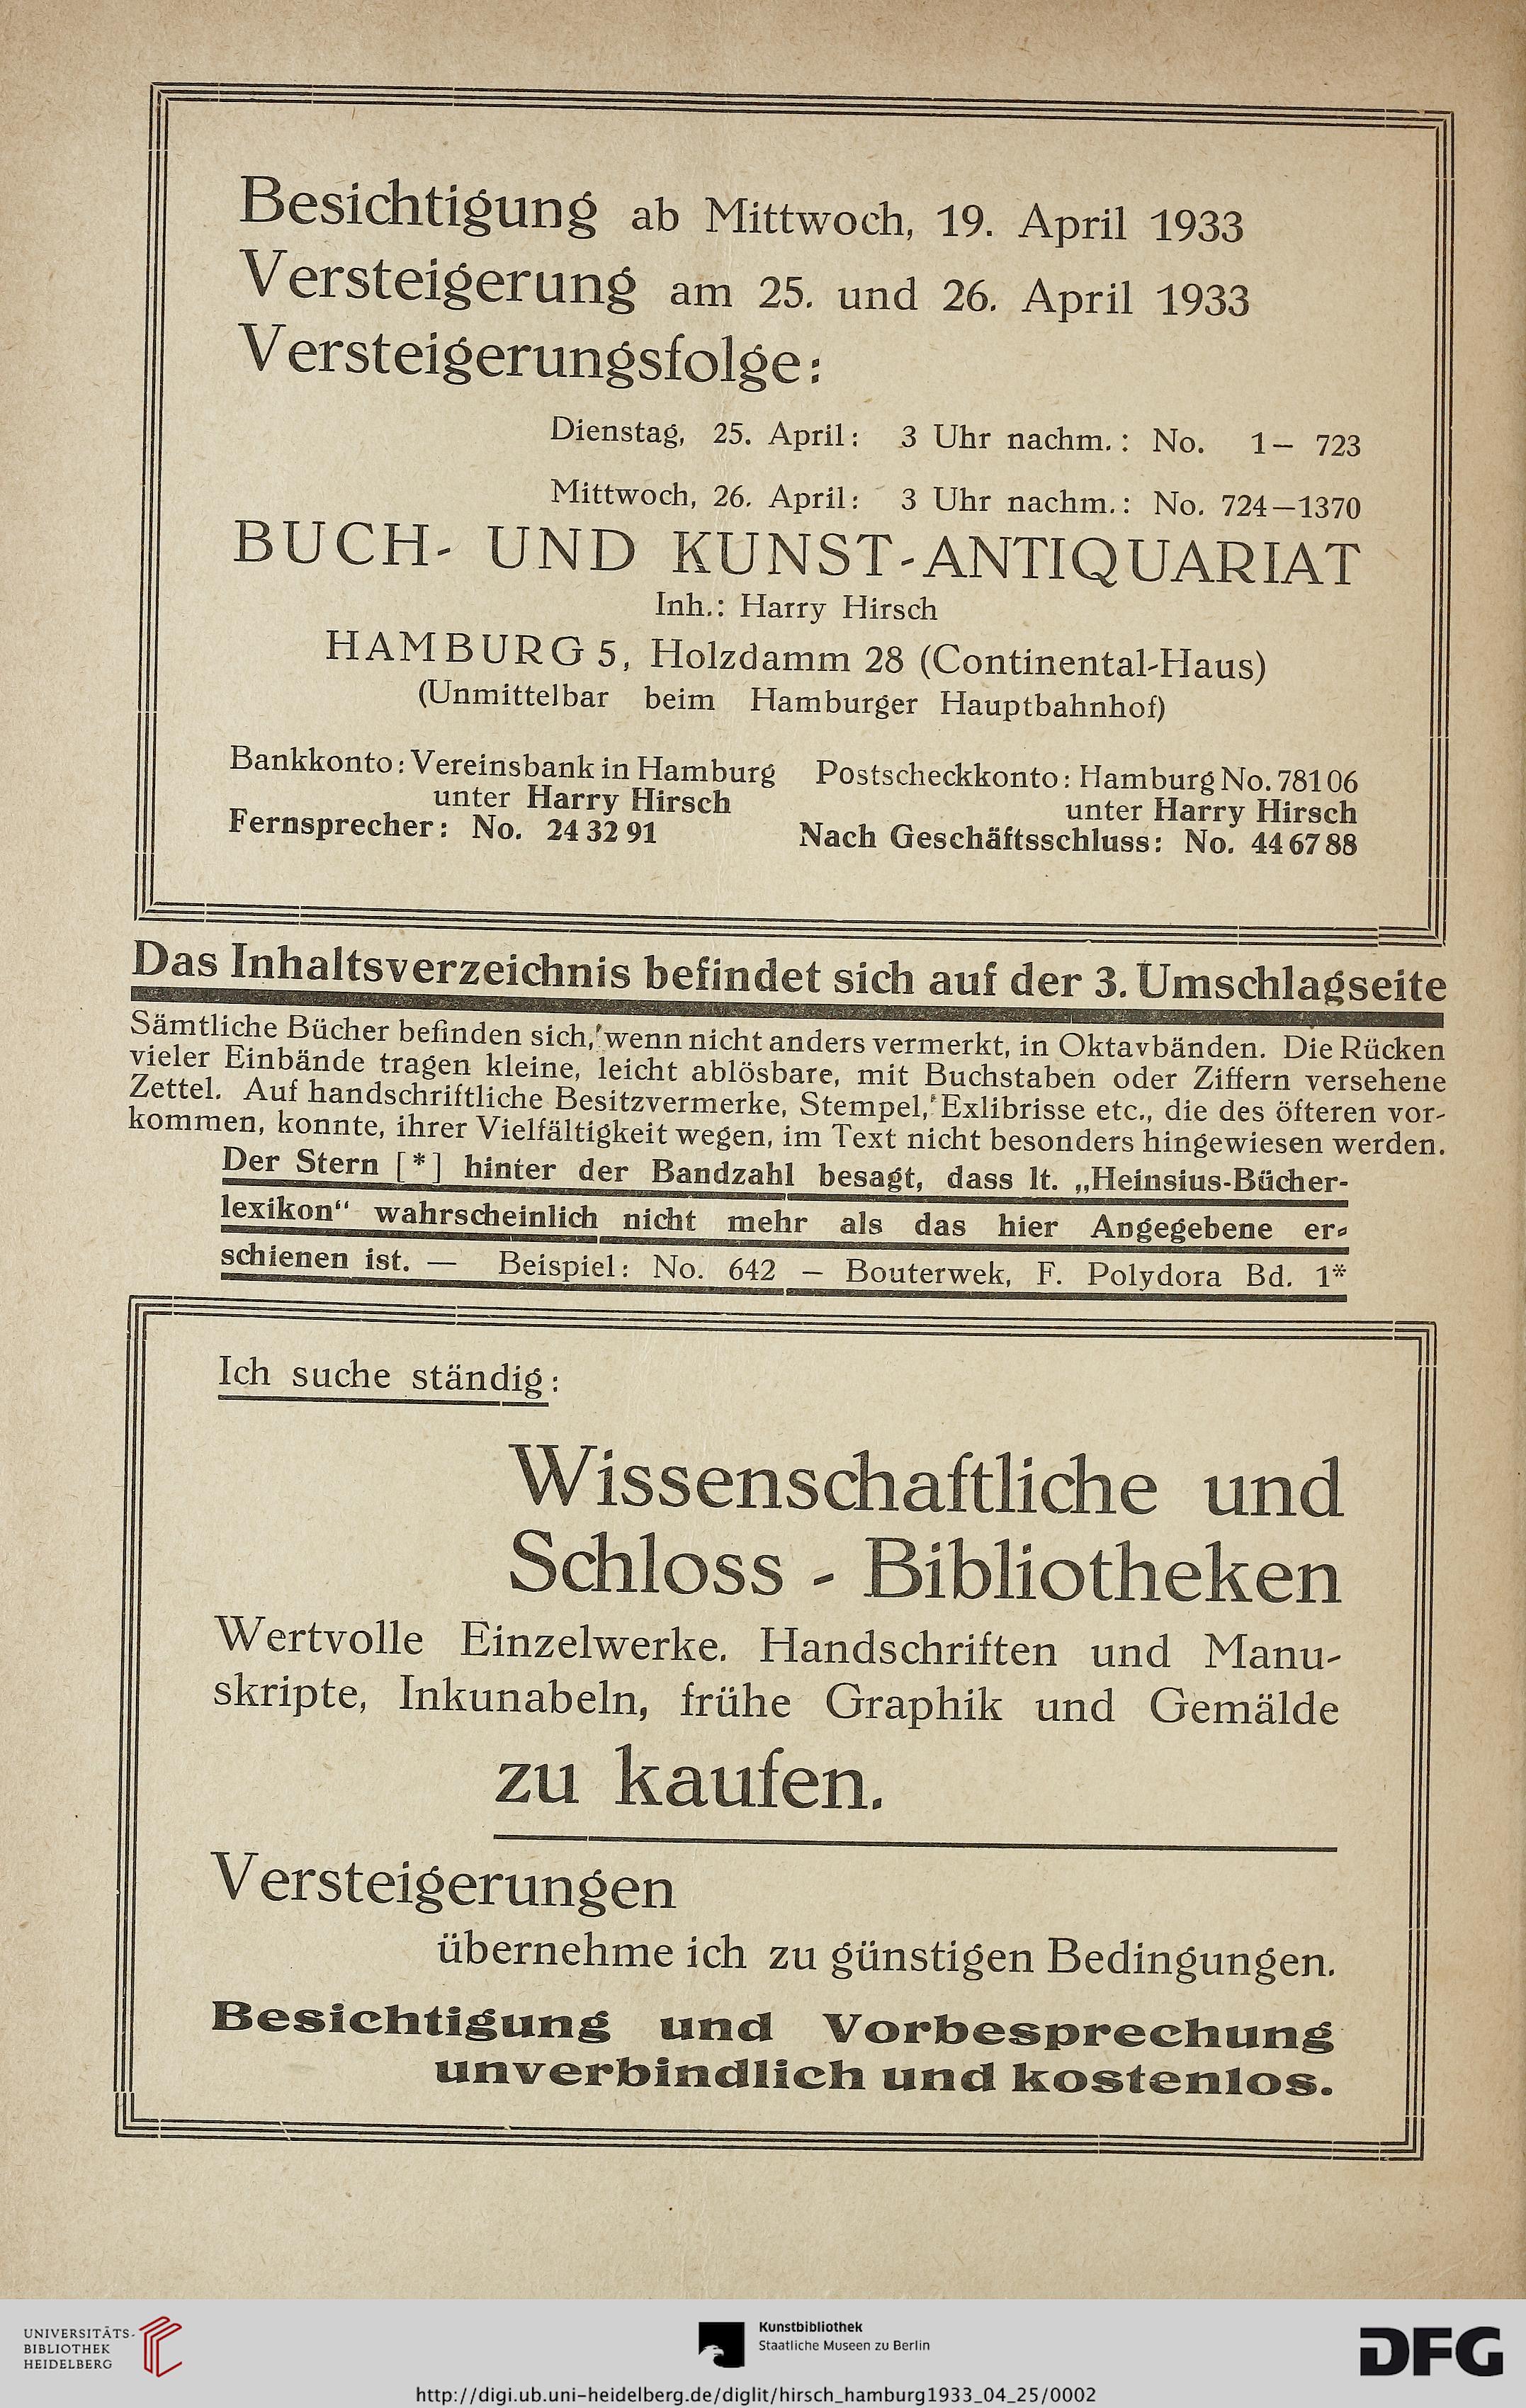 Besichtigung ab Mittwoch, 19. April 1933
Versteigerung am 25. und 26. April 1933
Versteigerungsfolge:
Dienstag, 25. April: 3 Uhr nachm.: No. 1— 723
Mittwoch, 26. April: 3 Uhr nachm.: No. 724—1370
BUCH- UND KUNST-ANTIQUARIAT
Inh.: Harry Hirsch
HAMBURG 5, Holzdamm 28 (Continental-Haus)
(Unmittelbar beim Hamburger Hauptbahnhof)
Bankkonto: Vereinsbank in Hamburg Postscheckkonto: Hamburg No. 78106
unter Harry Hirsch unter Harry Hirsch
Fernsprecher: No. 24 32 91 Nach Geschäftsschluss: No. 44 67 88
Das Inhaltsverzeichnis befindet sich auf der 3. Umschlagseite
Sämtliche Bücher befinden sich, wenn nicht anders vermerkt, in Oktavbänden. Die Rücken
vieler Einbände tragen kleine, leicht ablösbare, mit Buchstaben oder Ziffern versehene
Zettel. Auf handschriftliche Besitzvermerke, Stempel, Exlibrisse etc., die des öfteren vor-
kommen, konnte, ihrer Vielfältigkeit wegen, im Text nicht besonders hingewiesen werden.
Der Stern [*] hinter der Bandzahl besagt, dass lt. „Heinsius-Bücher-
lexikon“ wahrscheinlich nicht mehr als das hier Angegebene er-
schienen ist. — Beispiel: No. 642 — Bouterwek, F. Polydora Bd. 1*
Ich suche ständig:
Wissenschaftliche und
Schloss - Bibliotheken
Wertvolle Einzelwerke. Handschriften und Manu-
skripte, Inkunabeln, frühe Graphik und Gemälde
zu kaufen.
Versteigerungen
übernehme ich zu günstigen Bedingungen.
Besichtigung und Vorbesprechung
unverbindlich und kostenlos.
UNIVERSITÄTS-
BIBLIOTHEK
HEIDELBERG
Kunstbibliothek
Staatliche Museen zu Berlin
DFG
http://digi.ub.uni-heidelberg.de/diglit/hirsch_hamburg1933_04_25/0002